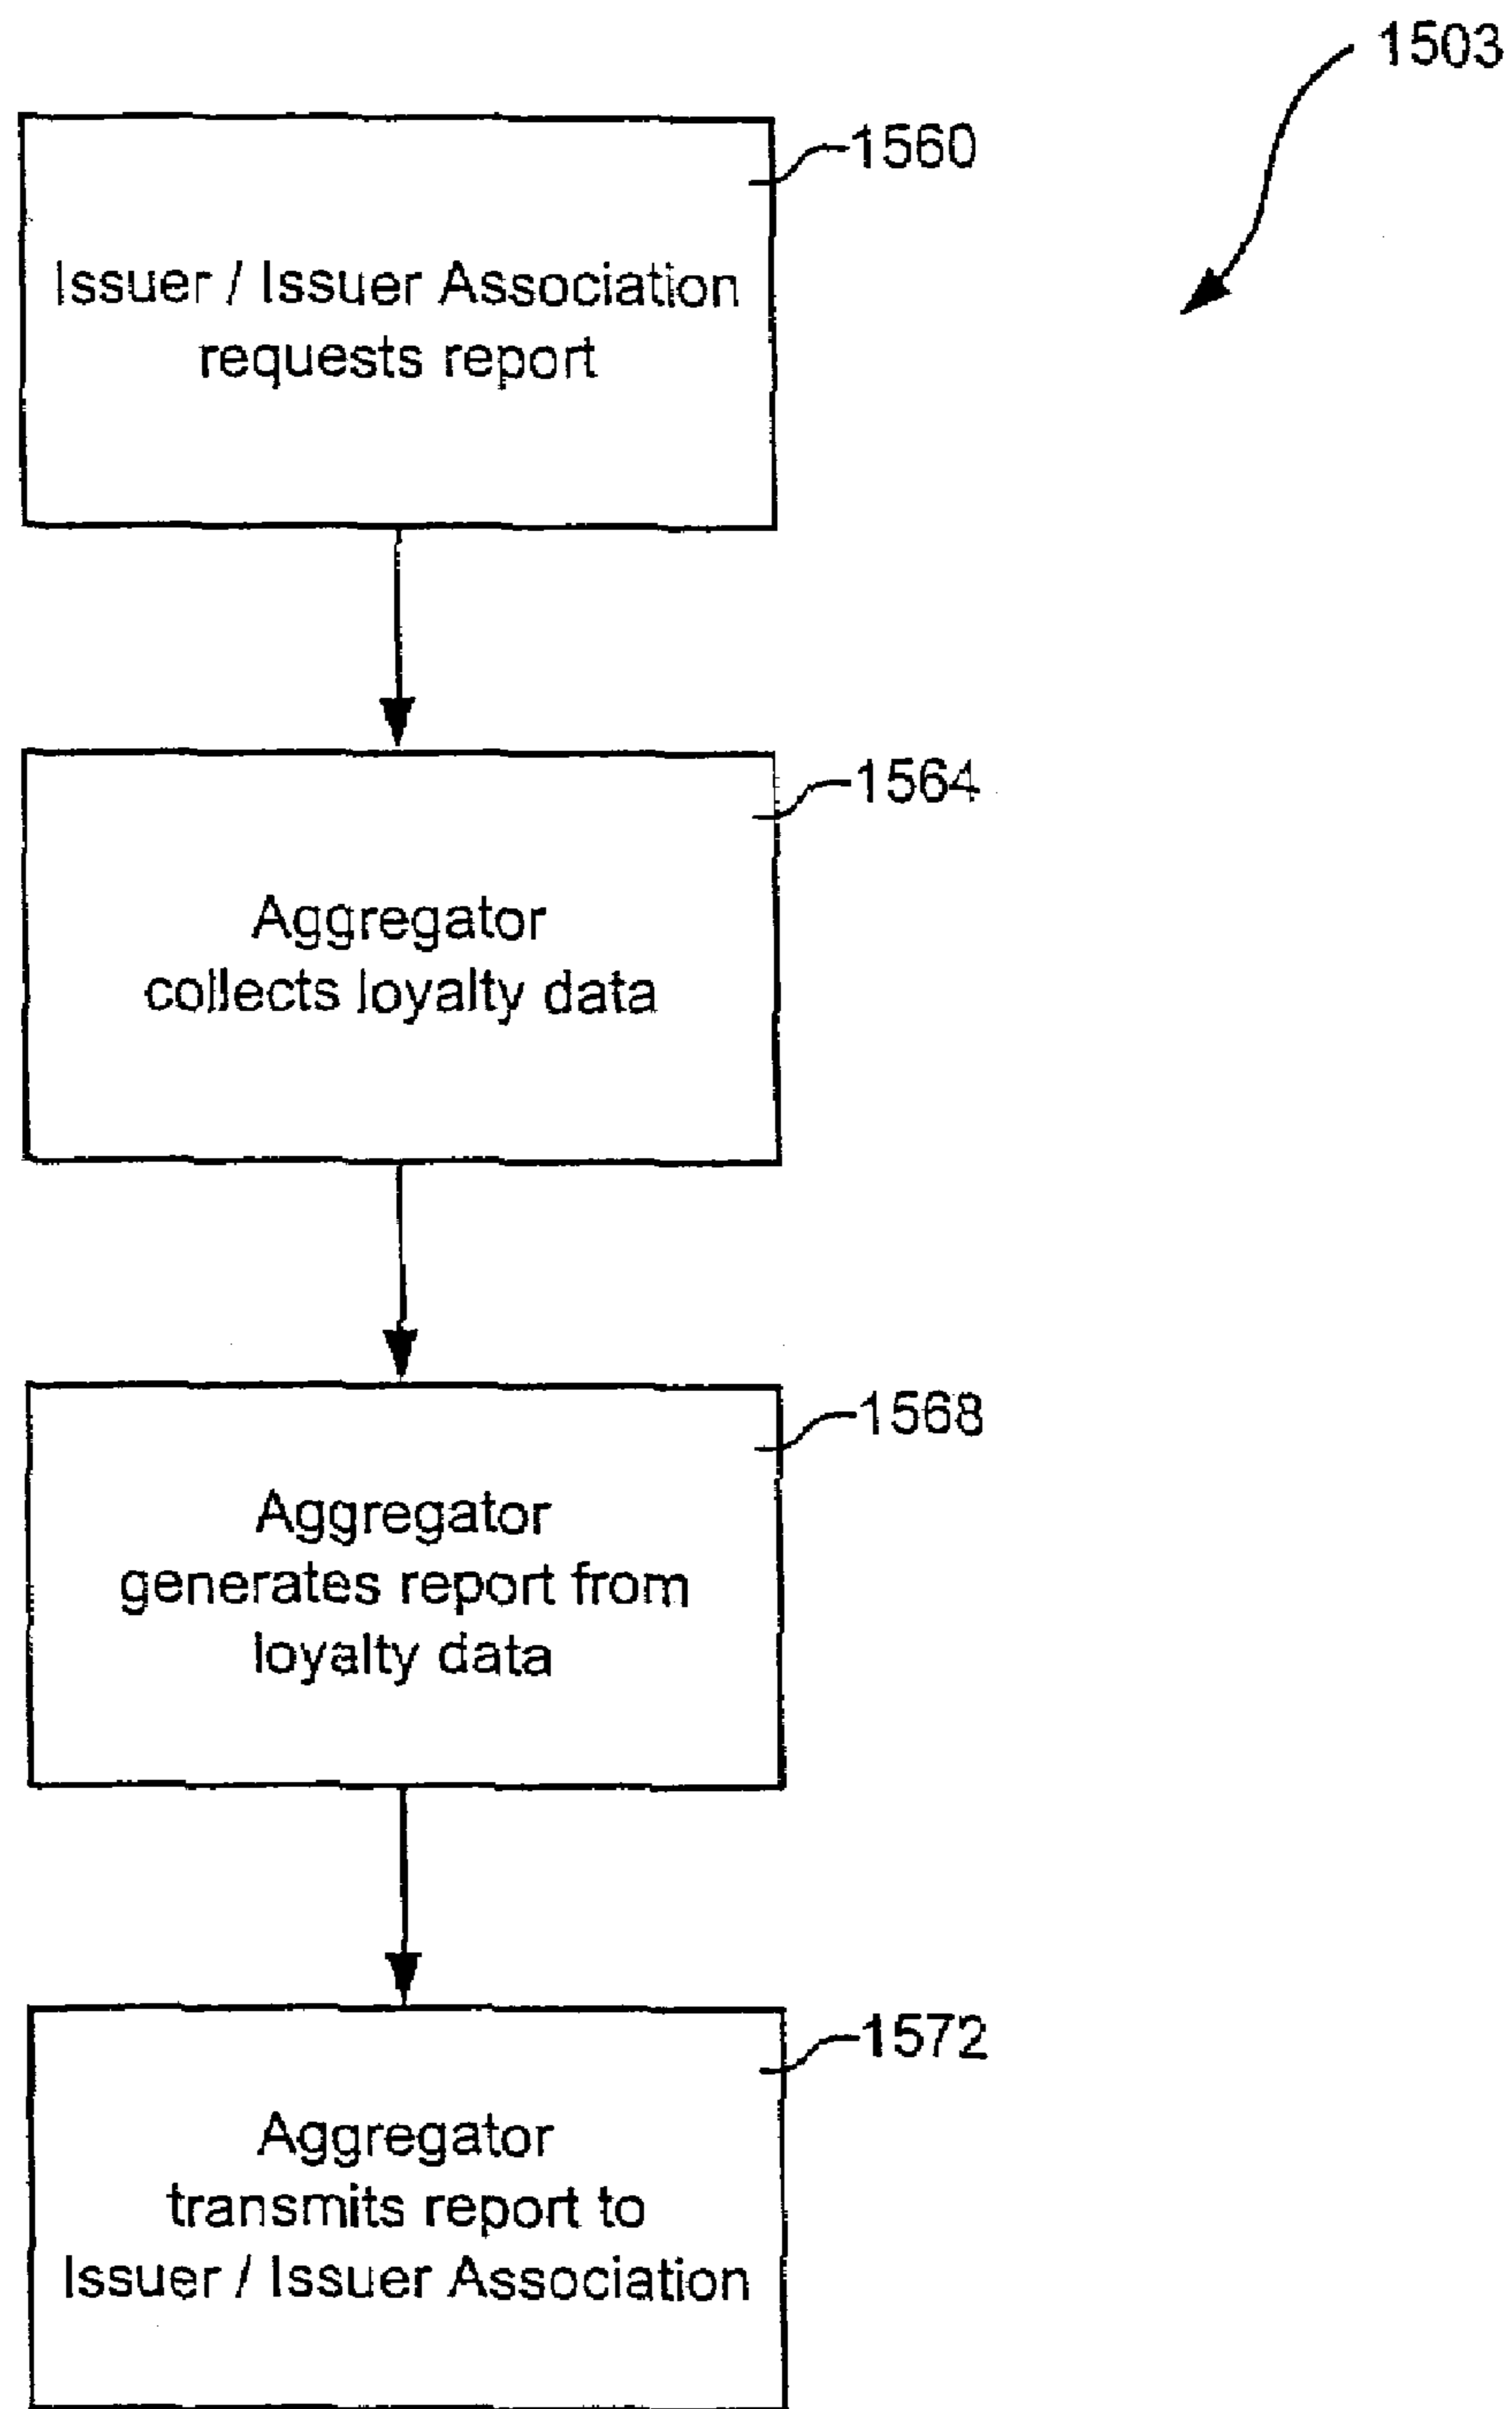 1503
1560
Issuer / Issuer Association
requests report
1564
Aggregator
collects loyalty data
1568
Aggregator
generates report from
loyalty data
1572
Aggregator
transmits report to
Issuer / Issuer Association